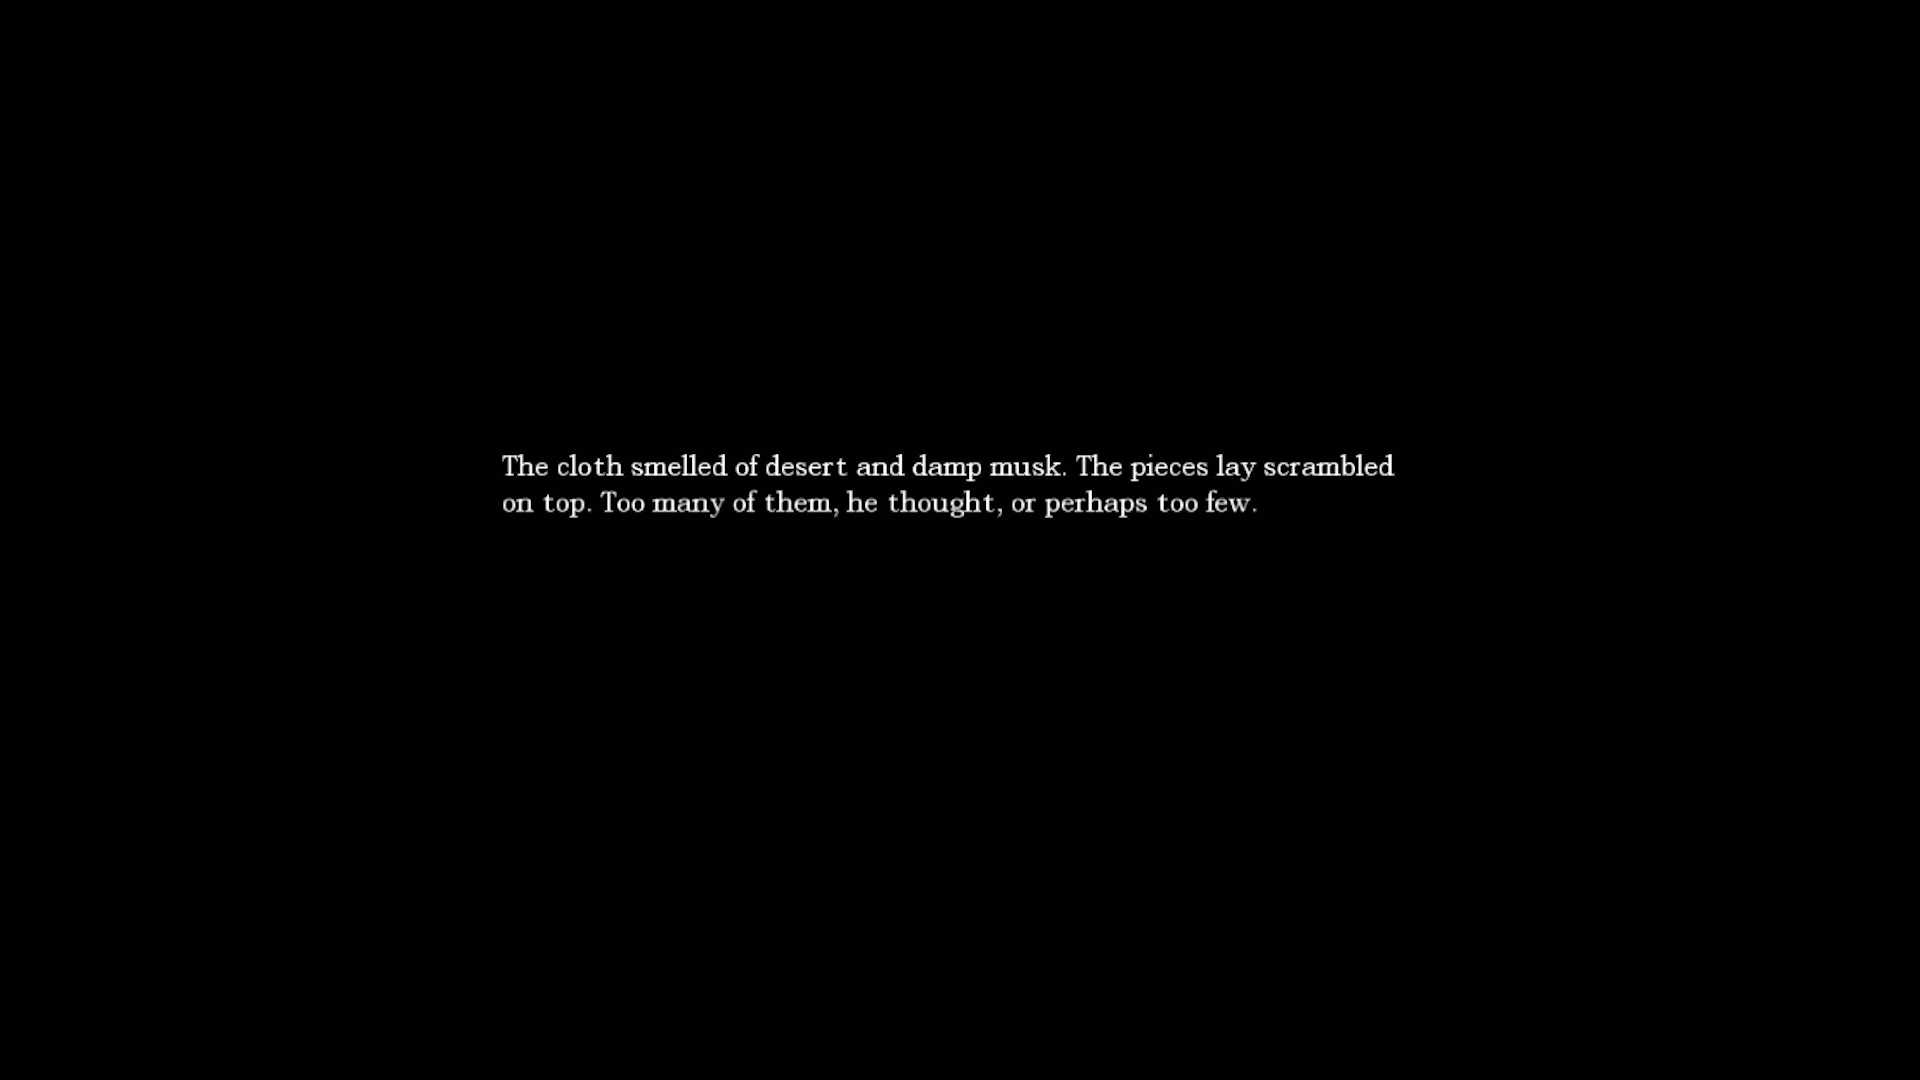 The cloth smelled of desert and damp musk. The pieces lay scrambled
on top. Too many of them, he thought, or perhaps too few.